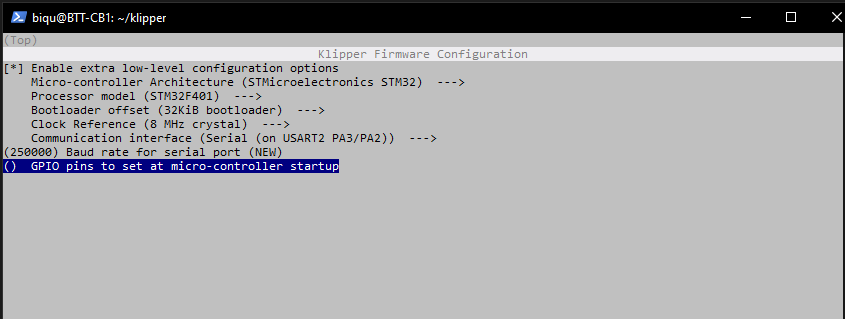 biqu@BTT-CB1: ~/klipper
(Top)
Klipper Firmware Configuration
[*] Enable extra low-level configuration options
Micro-controller Architecture (STMicroelectronics STM32) --->
Processor model (STM32F401) --->
Bootloader offset (32KiB bootloader) --->
Clock Reference (8 MHz crystal) --->
Communication interface (Serial (on USART2 PA3/PA2)) --->
(250000) Baud rate for serial port (NEW)
() GPIO pins to set at micro-controller startup